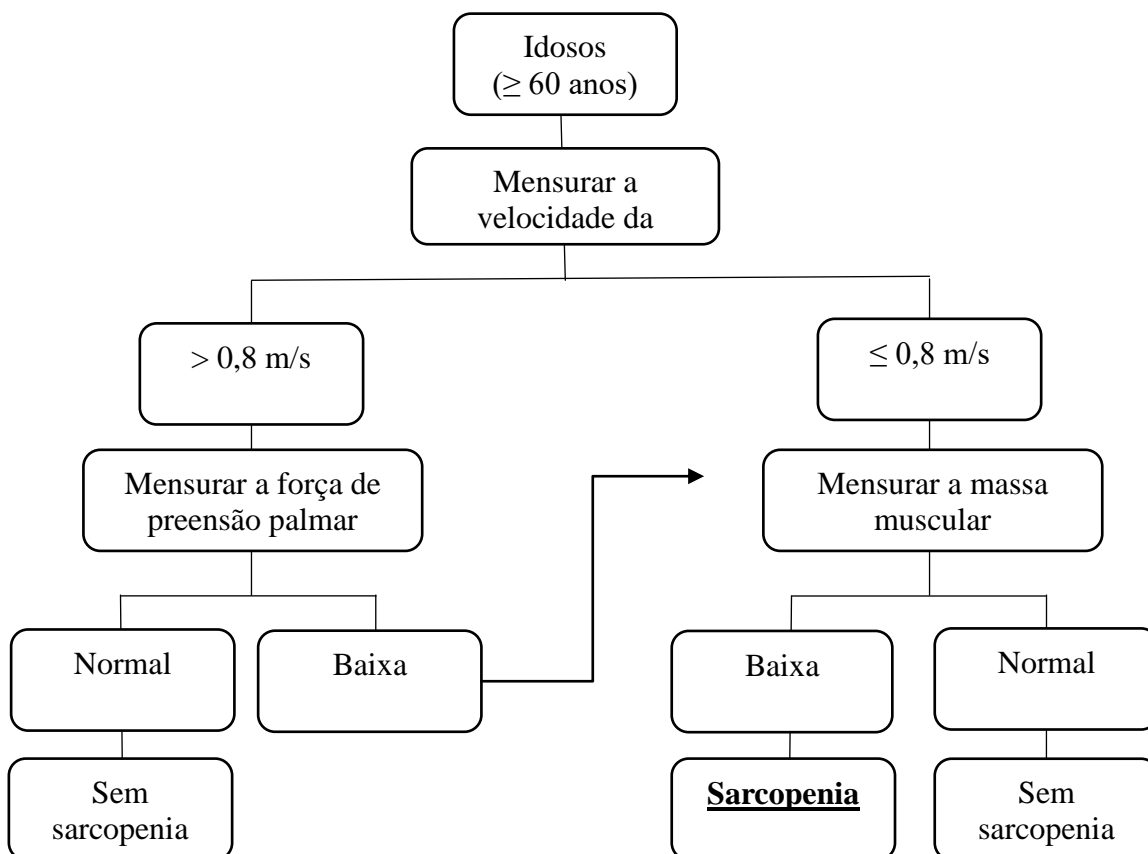 Idosos
(≥ 60 anos)
Mensurar a
velocidade da
> 0,8 m/s
≤ 0,8 m/s
Mensurar a força de
preensão palmar
Mensurar a massa
muscular
Normal
Baixa
Baixa
Normal
Sem
sarcopenia
Sarcopenia
Sem
sarcopenia